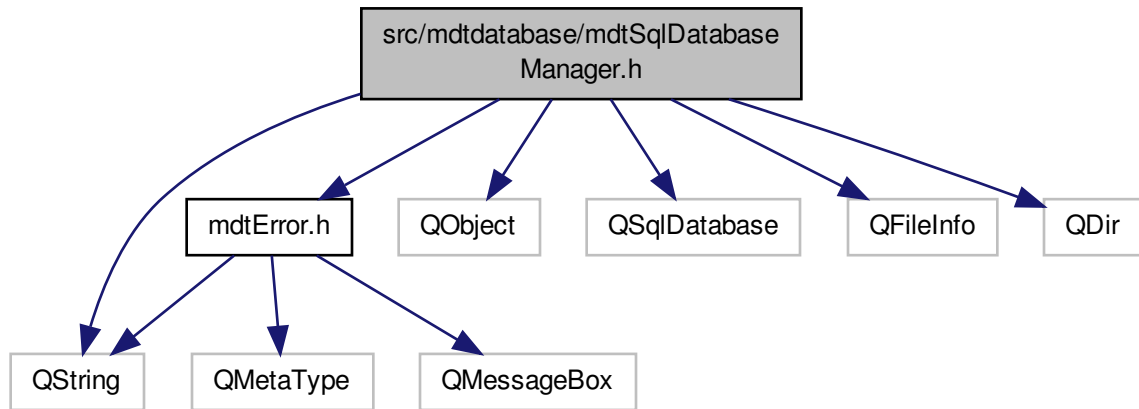 src/mdtdatabase/mdtSqlDatabase
Manager.h
mdtError.h
QObject
QSqlDatabase
QFileInfo
QDir
QString
QMetaType
QMessageBox